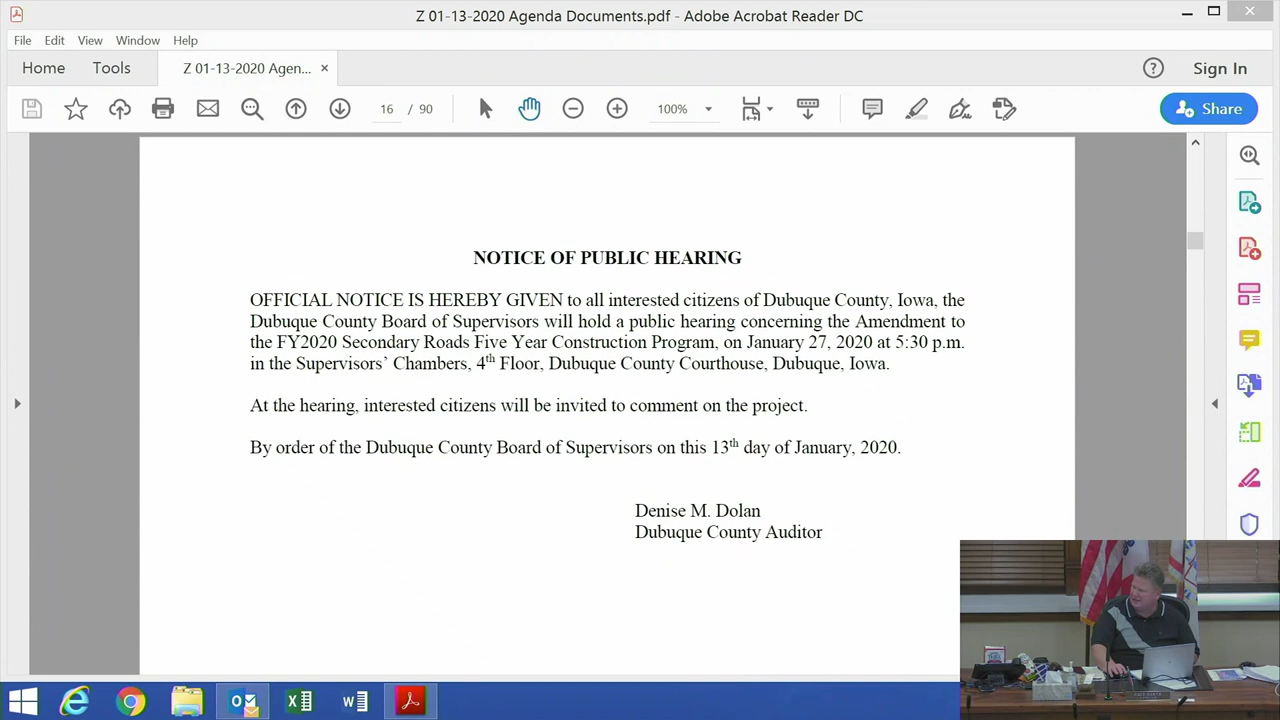 Z 01-13-2020 Agenda Documents.pdf - Adobe Acrobat Reader DC
File Edit View Window Help
Home Tools Z 01-13-2020 Agen... × Sign In
16 / 90 100% Share
NOTICE OF PUBLIC HEARING
OFFICIAL NOTICE IS HEREBY GIVEN to all interested citizens of Dubuque County, Iowa, the
Dubuque County Board of Supervisors will hold a public hearing concerning the Amendment to
the FY2020 Secondary Roads Five Year Construction Program, on January 27, 2020 at 5:30 p.m.
in the Supervisors’ Chambers, 4th Floor, Dubuque County Courthouse, Dubuque, Iowa.
At the hearing, interested citizens will be invited to comment on the project.
By order of the Dubuque County Board of Supervisors on this 13th day of January, 2020.
Denise M. Dolan
Dubuque County Auditor